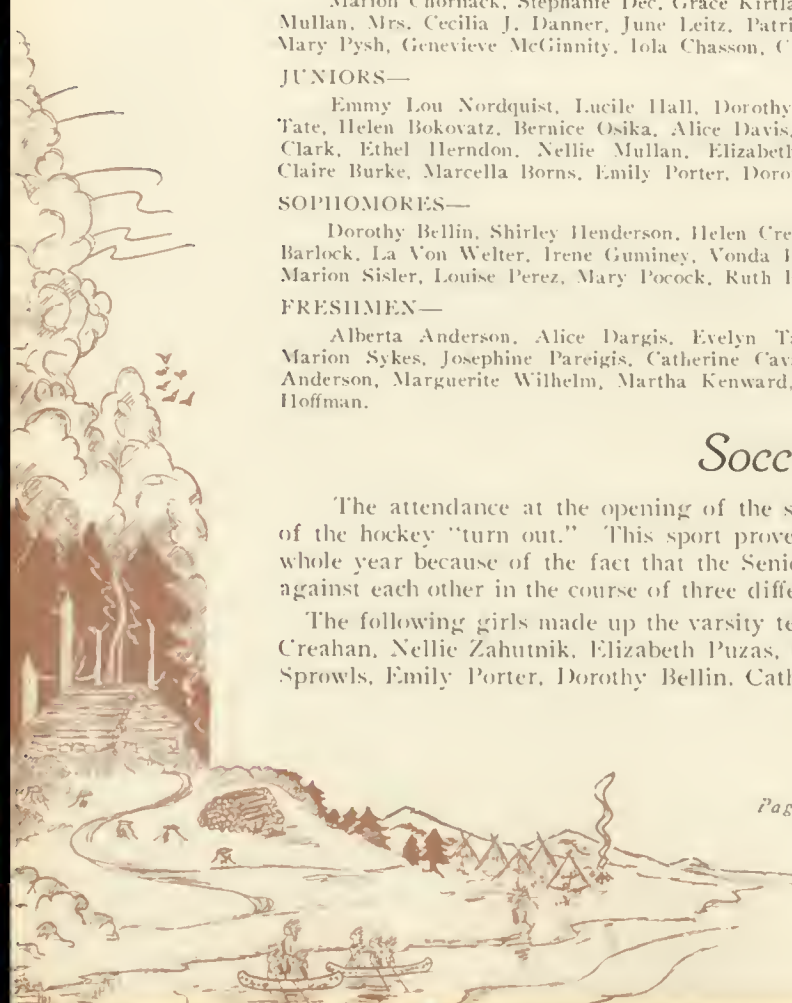 Marion Chornack, Stephanie Dec, Grace Kirtla
Mullan, Mrs. Cecilia J. Danner, June Leitz, Patri
Mary Pysh, Genevieve McGinnity, Iola Chasson, C
JUNIORS—
Emmy Lou Nordquist, Lucile Hall, Dorothy
Tate, Helen Bokovatz, Bernice Osika, Alice Davis,
Clark, Ethel Herndon, Nellie Mullan, Elizabeth
Claire Burke, Marcella Borns, Emily Porter, Doro
SOPHOMORES—
Dorothy Bellin, Shirley Henderson, Helen Cre
Barlock, La Von Welter, Irene Guminey, Vonda
Marion Sisler, Louise Perez, Mary Pocock, Ruth
FRESHMEN—
Alberta Anderson, Alice Dargis, Evelyn Ta
Marion Sykes, Josephine Pareigis, Catherine Cav
Anderson, Marguerite Wilhelm, Martha Kenward,
Hoffman.
Socc
The attendance at the opening of the s
of the hockey "turn out." This sport prove
whole year because of the fact that the Senio
against each other in the course of three diffe
The following girls made up the varsity te
Creahan, Nellie Zahutnik, Elizabeth Puzas,
Sprowls, Emily Porter, Dorothy Bellin, Cath
Pag